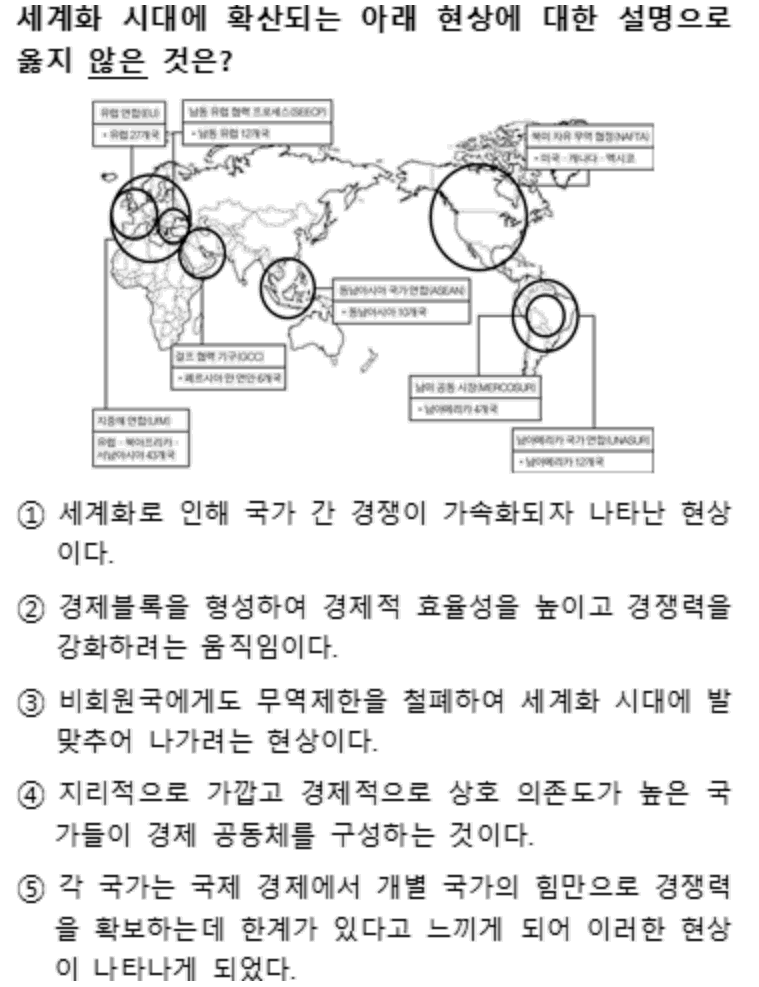 세계화 시대에 확산되는 아래 현상에 대한 설명으로
옳지 않은 것은?
유럽 연합(EU)
• 유럽 27개국
남동 유럽 협력 프로세스(SEECP)
• 남동 유럽 12개국
북미 자유 무역 협정(NAFTA)
• 미국·캐나다·멕시코
동남아시아 국가 연합(ASEAN)
• 동남아시아 10개국
걸프 협력 기구(GCC)
• 페르시아 만 연안 6개국
남미 공동 시장(MERCOSUR)
• 남아메리카 4개국
지중해 연합(UfM)
유럽·북아프리카·
서남아시아 43개국
남아메리카 국가 연합(UNASUR)
• 남아메리카 12개국
① 세계화로 인해 국가 간 경쟁이 가속화되자 나타난 현상
이다.
② 경제블록을 형성하여 경제적 효율성을 높이고 경쟁력을
강화하려는 움직임이다.
③ 비회원국에게도 무역제한을 철폐하여 세계화 시대에 발
맞추어 나가려는 현상이다.
④ 지리적으로 가깝고 경제적으로 상호 의존도가 높은 국
가들이 경제 공동체를 구성하는 것이다.
⑤ 각 국가는 국제 경제에서 개별 국가의 힘만으로 경쟁력
을 확보하는데 한계가 있다고 느끼게 되어 이러한 현상
이 나타나게 되었다.